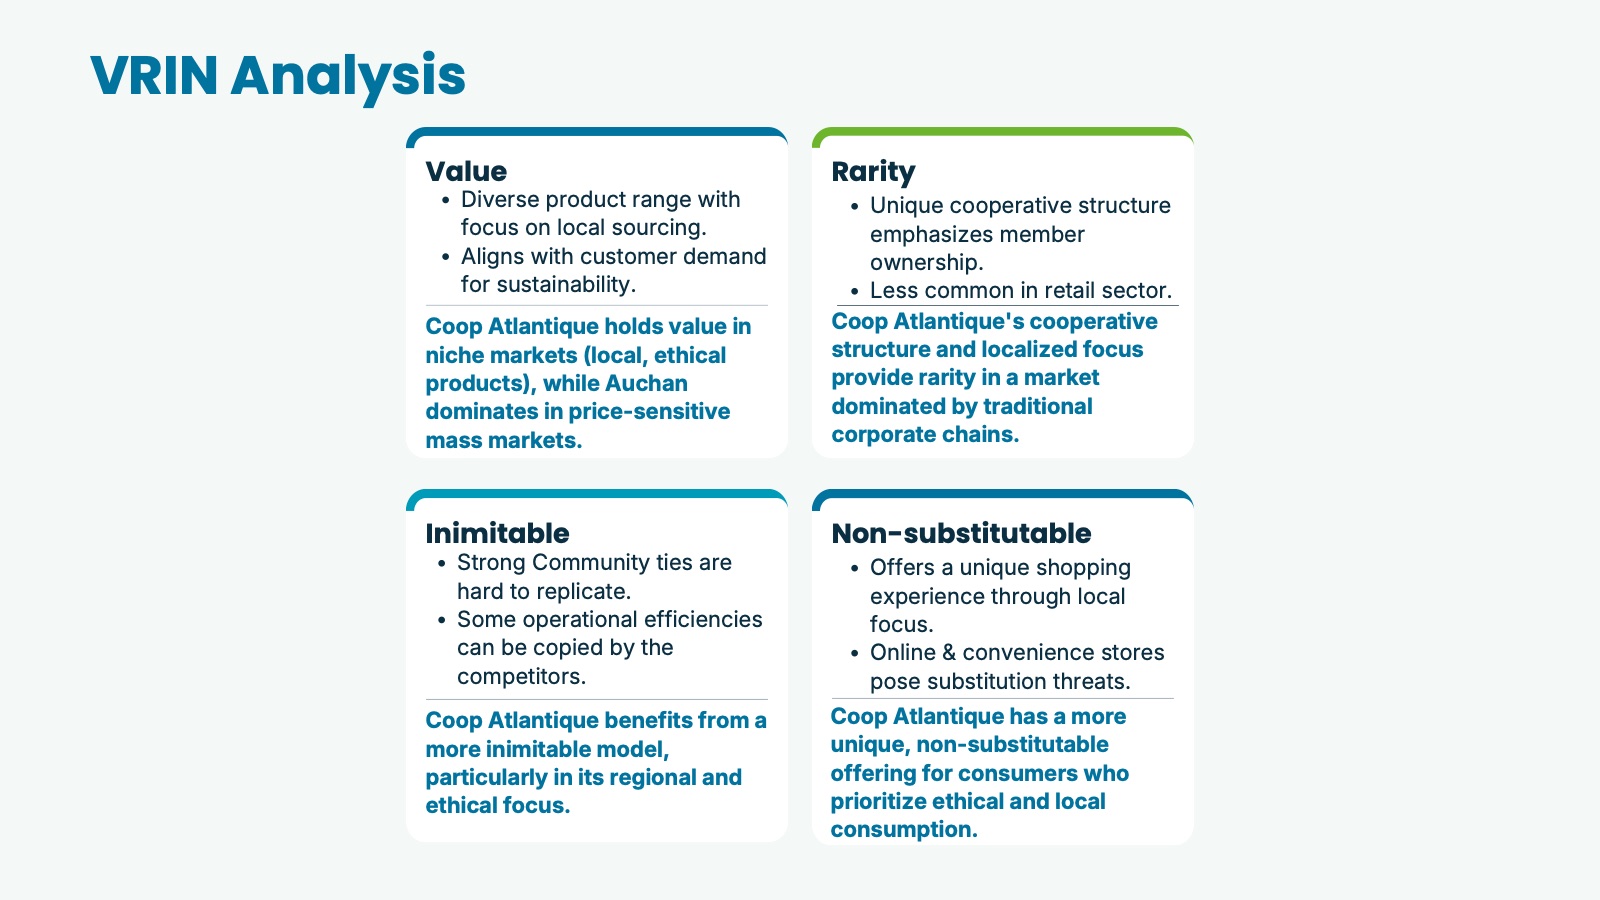 VRIN Analysis
Value
• Diverse product range with
focus on local sourcing.
• Aligns with customer demand
for sustainability.
Coop Atlantique holds value in
niche markets (local, ethical
products), while Auchan
dominates in price-sensitive
mass markets.
Rarity
• Unique cooperative structure
emphasizes member
ownership.
• Less common in retail sector.
Coop Atlantique's cooperative
structure and localized focus
provide rarity in a market
dominated by traditional
corporate chains.
Inimitable
• Strong Community ties are
hard to replicate.
• Some operational efficiencies
can be copied by the
competitors.
Coop Atlantique benefits from a
more inimitable model,
particularly in its regional and
ethical focus.
Non-substitutable
• Offers a unique shopping
experience through local
focus.
• Online & convenience stores
pose substitution threats.
Coop Atlantique has a more
unique, non-substitutable
offering for consumers who
prioritize ethical and local
consumption.